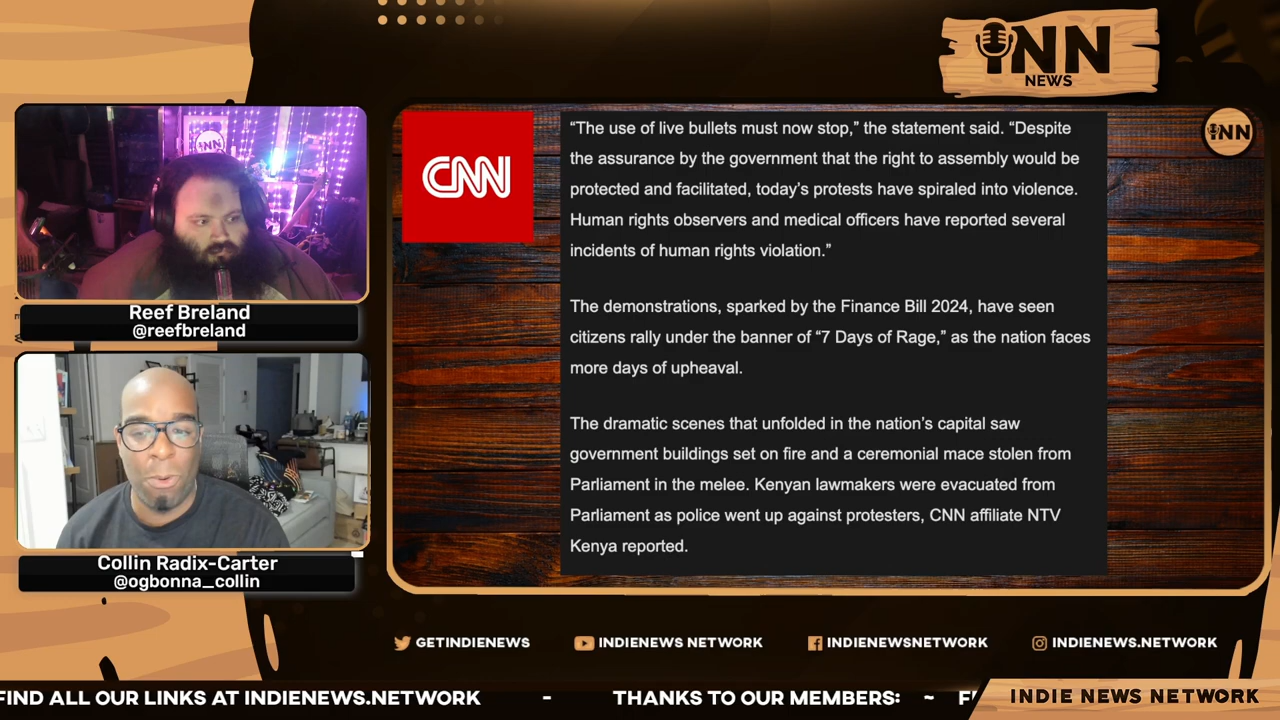 INN
NEWS
CNN
INN
“The use of live bullets must now stop,” the statement said. “Despite
the assurance by the government that the right to assembly would be
protected and facilitated, today’s protests have spiraled into violence.
Human rights observers and medical officers have reported several
incidents of human rights violation.”
The demonstrations, sparked by the Finance Bill 2024, have seen
citizens rally under the banner of “7 Days of Rage,” as the nation faces
more days of upheaval.
The dramatic scenes that unfolded in the nation’s capital saw
government buildings set on fire and a ceremonial mace stolen from
Parliament in the melee. Kenyan lawmakers were evacuated from
Parliament as police went up against protesters, CNN affiliate NTV
Kenya reported.
INN
Reef Breland
@reefbreland
Collin Radix-Carter
@ogbonna_collin
GETINDIENEWS
INDIENEWS NETWORK
INDIENEWSNETWORK
INDIENEWS.NETWORK
FIND ALL OUR LINKS AT INDIENEWS.NETWORK - THANKS TO OUR MEMBERS: ~
INDIE NEWS NETWORK